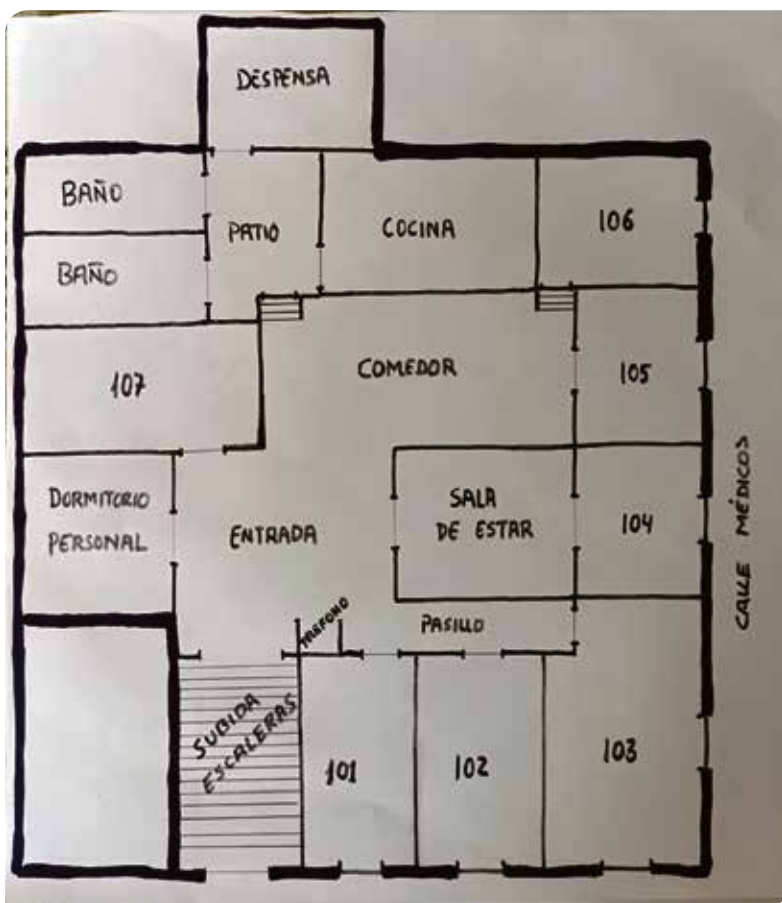 DESPENSA
BAÑO
PATIO
COCINA
106
BAÑO
107
COMEDOR
105
DORMITORIO
PERSONAL
ENTRADA
SALA
DE ESTAR
104
CALLE MÉDICOS
TELÉFONO
PASILLO
SUBIDA
ESCALERAS
101
102
103